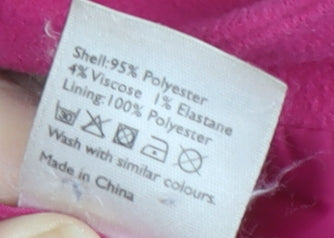 Shell:95% Polyester
4% Viscose 1% Elastane
Lining:100% Polyester
Wash with similar colours.
Made in China